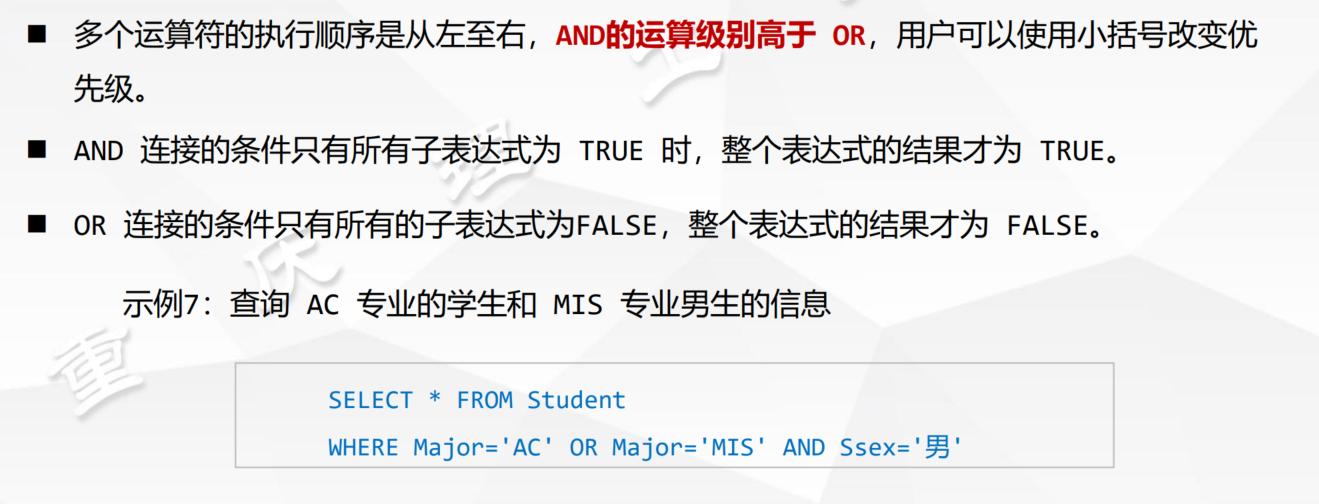 ■ 多个运算符的执行顺序是从左至右，AND的运算级别高于 OR，用户可以使用小括号改变优
先级。
■ AND 连接的条件只有所有子表达式为 TRUE 时，整个表达式的结果才为 TRUE。
■ OR 连接的条件只有所有的子表达式为FALSE，整个表达式的结果才为 FALSE。
示例7：查询 AC 专业的学生和 MIS 专业男生的信息
SELECT * FROM Student
WHERE Major='AC' OR Major='MIS' AND Ssex='男'
重庆理工